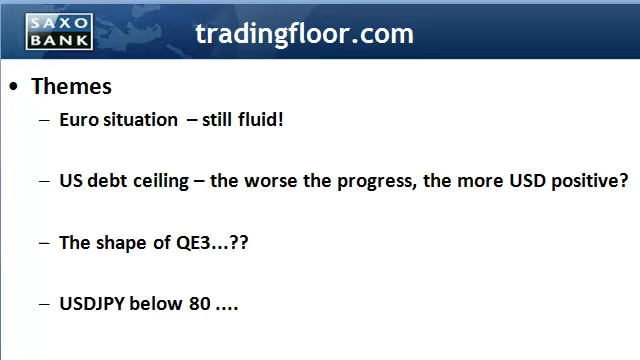 SAXO
BANK
tradingfloor.com
• Themes
– Euro situation – still fluid!
– US debt ceiling – the worse the progress, the more USD positive?
– The shape of QE3...??
– USDJPY below 80 ....